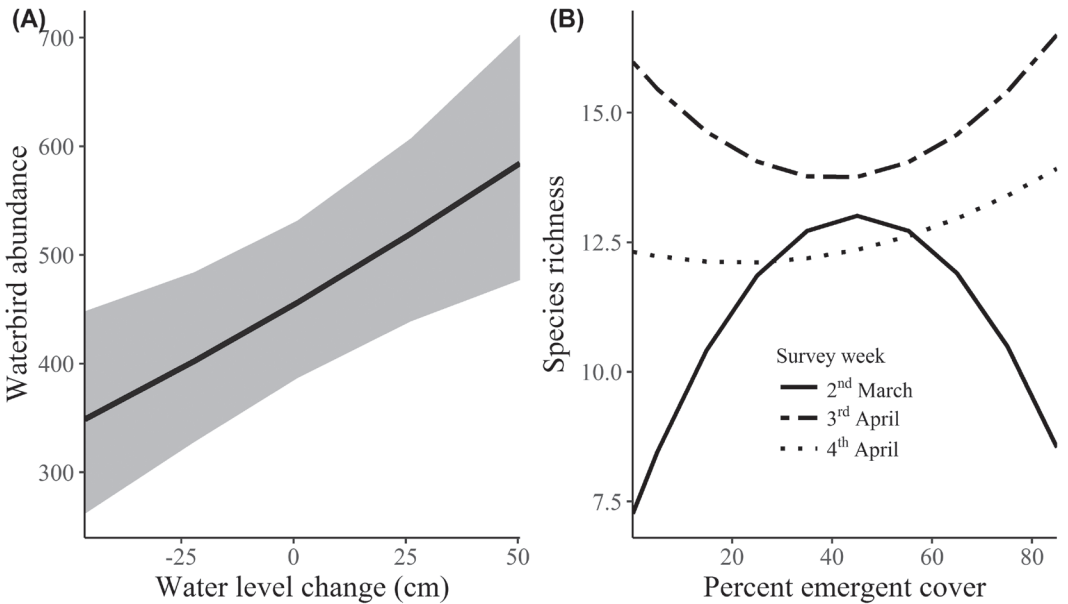 (A)
700
600
500
400
300
Waterbird abundance
-25
0
25
50
Water level change (cm)
(B)
15.0
12.5
10.0
7.5
Species richness
Survey week
2nd March
3rd April
4th April
20
40
60
80
Percent emergent cover